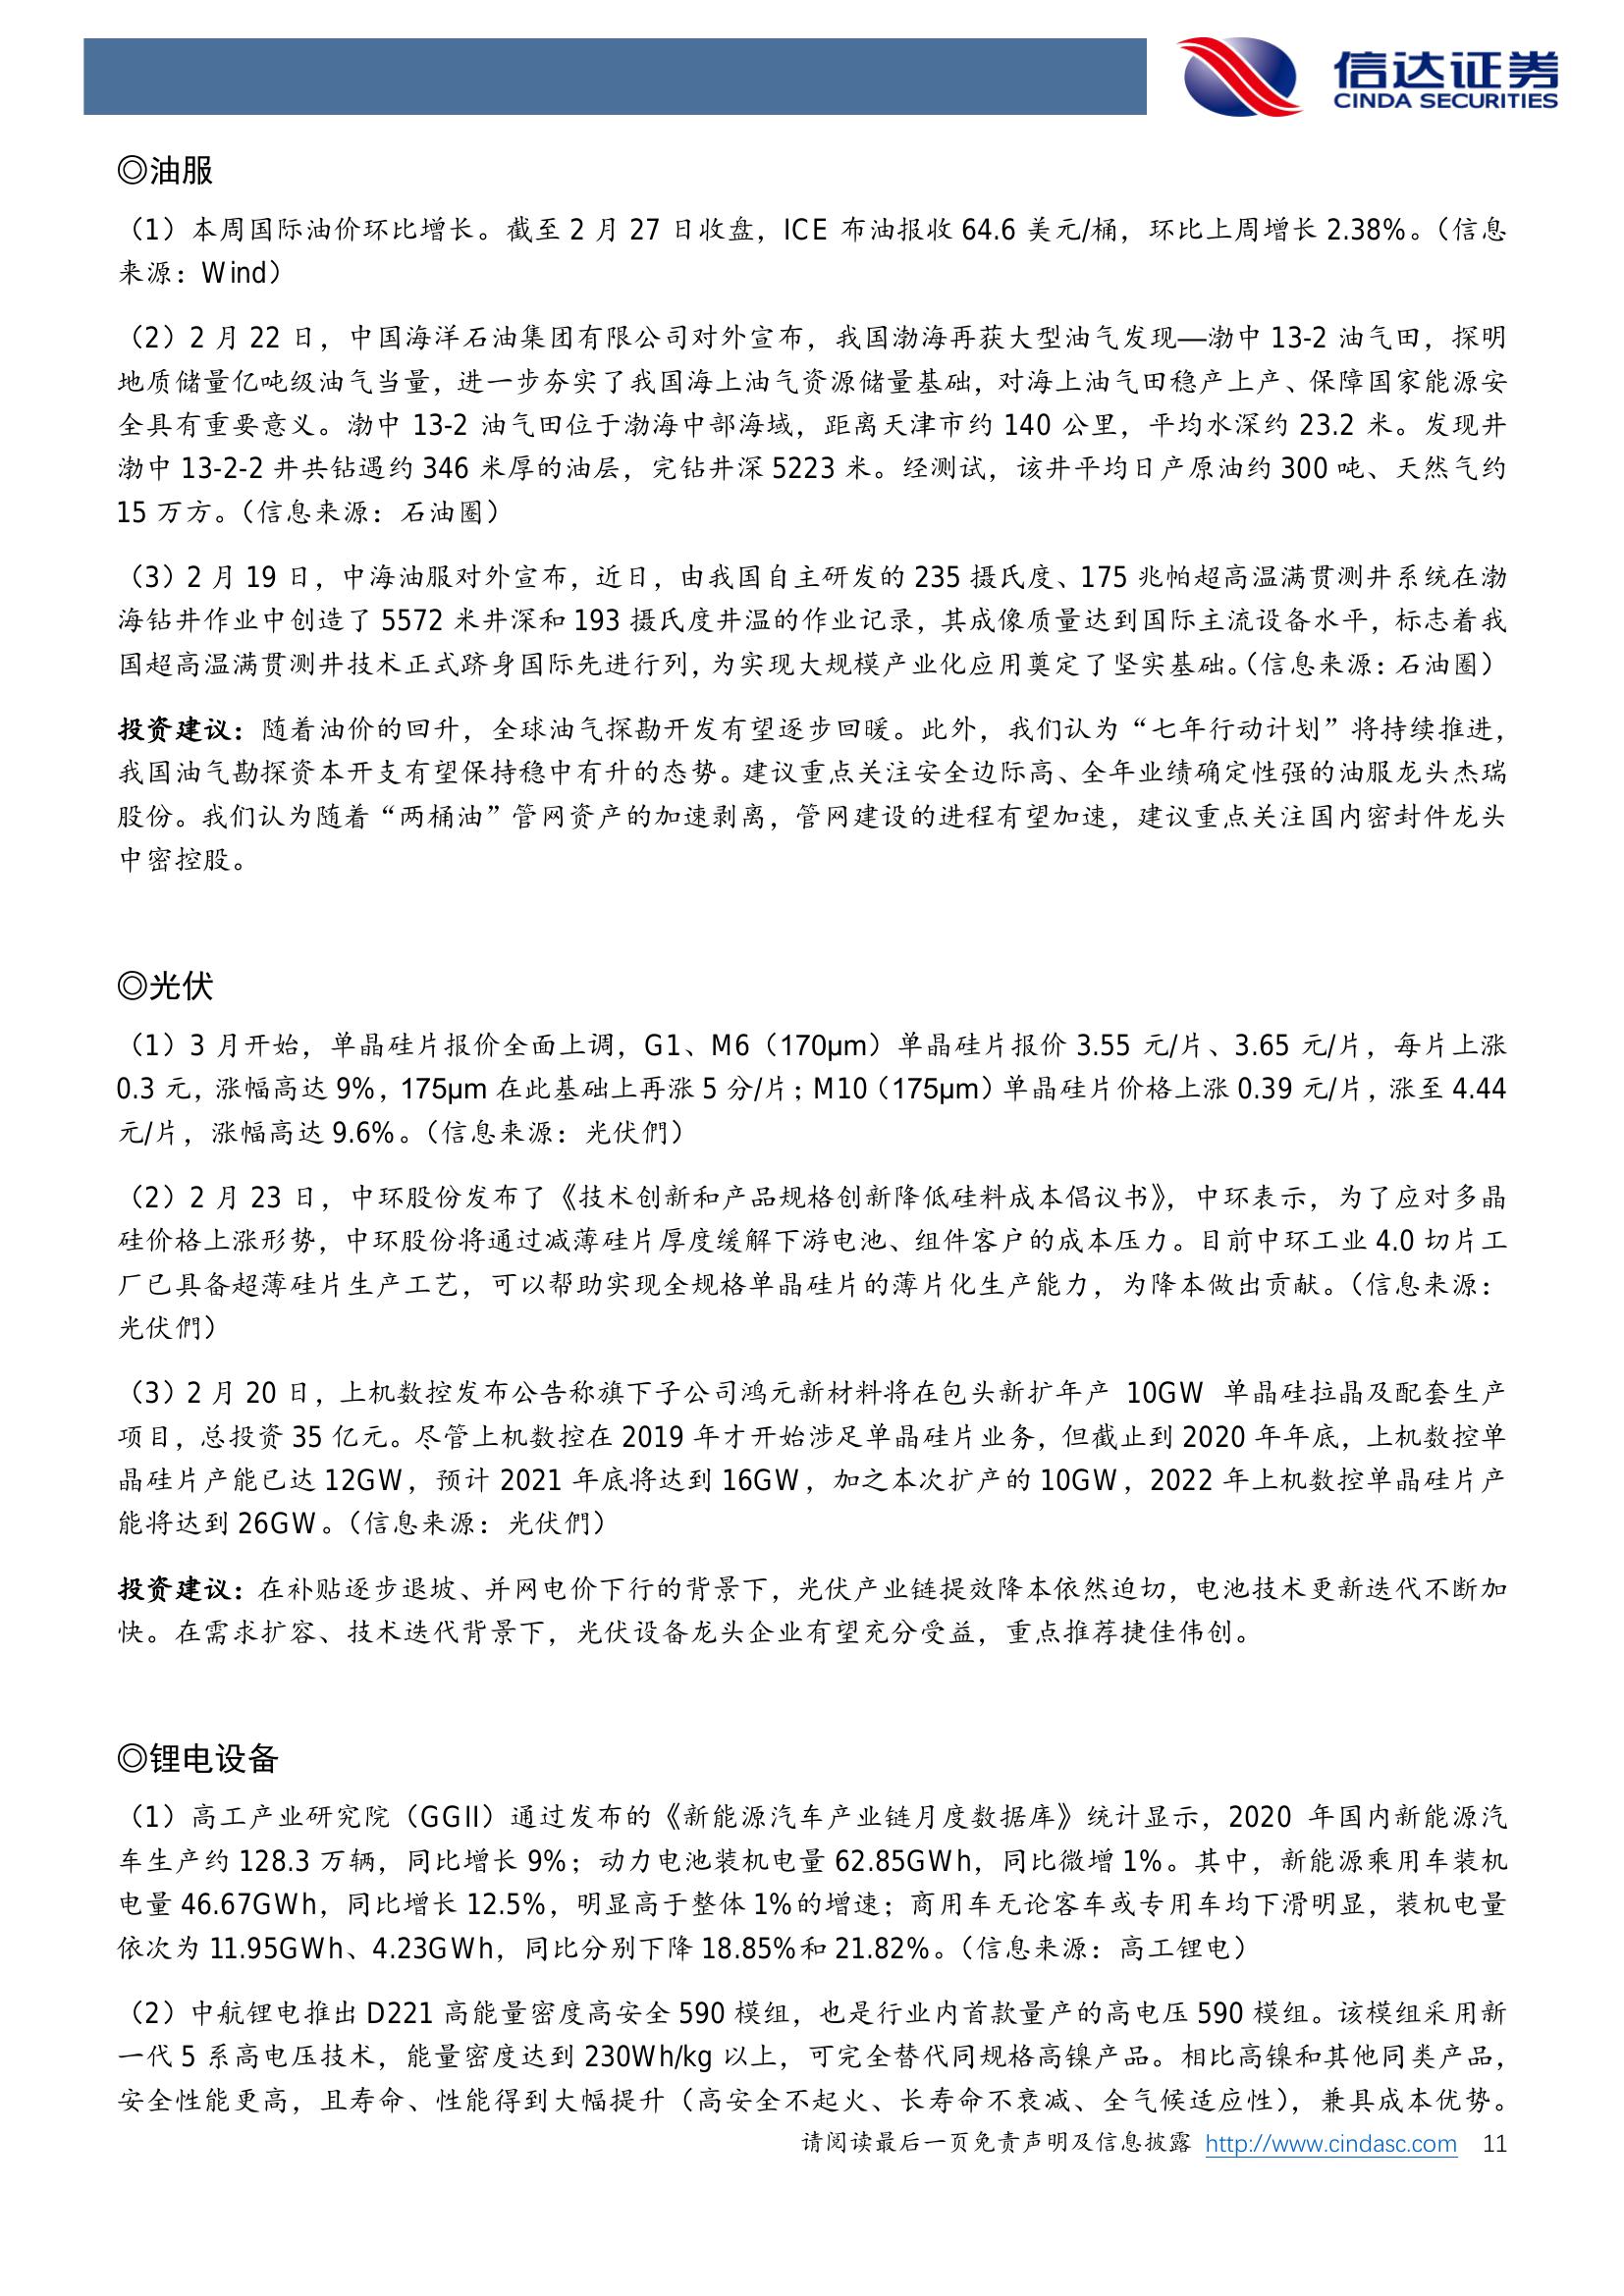 信达证券
CINDA SECURITIES
◎油服
（1）本周国际油价环比增长。截至 2 月 27 日收盘，ICE 布油报收 64.6 美元/桶，环比上周增长 2.38%。（信息
来源：Wind）
（2）2 月 22 日，中国海洋石油集团有限公司对外宣布，我国渤海再获大型油气发现—渤中 13-2 油气田，探明
地质储量亿吨级油气当量，进一步夯实了我国海上油气资源储量基础，对海上油气田稳产上产、保障国家能源安
全具有重要意义。渤中 13-2 油气田位于渤海中部海域，距离天津市约 140 公里，平均水深约 23.2 米。发现井
渤中 13-2-2 井共钻遇约 346 米厚的油层，完钻井深 5223 米。经测试，该井平均日产原油约 300 吨、天然气约
15 万方。（信息来源：石油圈）
（3）2 月 19 日，中海油服对外宣布，近日，由我国自主研发的 235 摄氏度、175 兆帕超高温满贯测井系统在渤
海钻井作业中创造了 5572 米井深和 193 摄氏度井温的作业记录，其成像质量达到国际主流设备水平，标志着我
国超高温满贯测井技术正式跻身国际先进行列，为实现大规模产业化应用奠定了坚实基础。（信息来源：石油圈）
投资建议：随着油价的回升，全球油气探勘开发有望逐步回暖。此外，我们认为“七年行动计划”将持续推进，
我国油气勘探资本开支有望保持稳中有升的态势。建议重点关注安全边际高、全年业绩确定性强的油服龙头杰瑞
股份。我们认为随着“两桶油”管网资产的加速剥离，管网建设的进程有望加速，建议重点关注国内密封件龙头
中密控股。
◎光伏
（1）3 月开始，单晶硅片报价全面上调，G1、M6（170μm）单晶硅片报价 3.55 元/片、3.65 元/片，每片上涨
0.3 元，涨幅高达 9%，175μm 在此基础上再涨 5 分/片；M10（175μm）单晶硅片价格上涨 0.39 元/片，涨至 4.44
元/片，涨幅高达 9.6%。（信息来源：光伏們）
（2）2 月 23 日，中环股份发布了《技术创新和产品规格创新降低硅料成本倡议书》，中环表示，为了应对多晶
硅价格上涨形势，中环股份将通过减薄硅片厚度缓解下游电池、组件客户的成本压力。目前中环工业 4.0 切片工
厂已具备超薄硅片生产工艺，可以帮助实现全规格单晶硅片的薄片化生产能力，为降本做出贡献。（信息来源：
光伏們）
（3）2 月 20 日，上机数控发布公告称旗下子公司鸿元新材料将在包头新扩年产 10GW 单晶硅拉晶及配套生产
项目，总投资 35 亿元。尽管上机数控在 2019 年才开始涉足单晶硅片业务，但截止到 2020 年年底，上机数控单
晶硅片产能已达 12GW，预计 2021 年底将达到 16GW，加之本次扩产的 10GW，2022 年上机数控单晶硅片产
能将达到 26GW。（信息来源：光伏們）
投资建议：在补贴逐步退坡、并网电价下行的背景下，光伏产业链提效降本依然迫切，电池技术更新迭代不断加
快。在需求扩容、技术迭代背景下，光伏设备龙头企业有望充分受益，重点推荐捷佳伟创。
◎锂电设备
（1）高工产业研究院（GGII）通过发布的《新能源汽车产业链月度数据库》统计显示，2020 年国内新能源汽
车生产约 128.3 万辆，同比增长 9%；动力电池装机电量 62.85GWh，同比微增 1%。其中，新能源乘用车装机
电量 46.67GWh，同比增长 12.5%，明显高于整体 1%的增速；商用车无论客车或专用车均下滑明显，装机电量
依次为 11.95GWh、4.23GWh，同比分别下降 18.85%和 21.82%。（信息来源：高工锂电）
（2）中航锂电推出 D221 高能量密度高安全 590 模组，也是行业内首款量产的高电压 590 模组。该模组采用新
一代 5 系高电压技术，能量密度达到 230Wh/kg 以上，可完全替代同规格高镍产品。相比高镍和其他同类产品，
安全性能更高，且寿命、性能得到大幅提升（高安全不起火、长寿命不衰减、全气候适应性），兼具成本优势。
请阅读最后一页免责声明及信息披露 http://www.cindasc.com 11